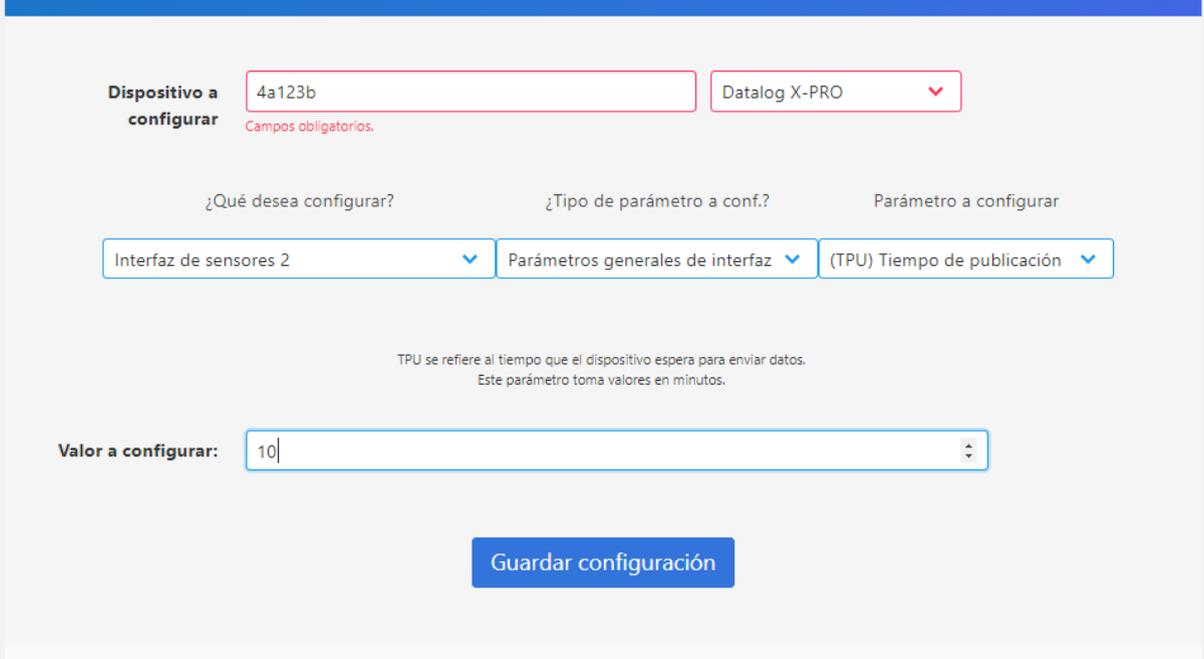 Dispositivo a
configurar
4a123b
Datalog X-PRO
Campos obligatorios.
¿Qué desea configurar?
¿Tipo de parámetro a conf.?
Parámetro a configurar
Interfaz de sensores 2
Parámetros generales de interfaz
(TPU) Tiempo de publicación
TPU se refiere al tiempo que el dispositivo espera para enviar datos.
Este parámetro toma valores en minutos.
Valor a configurar:
10
Guardar configuración